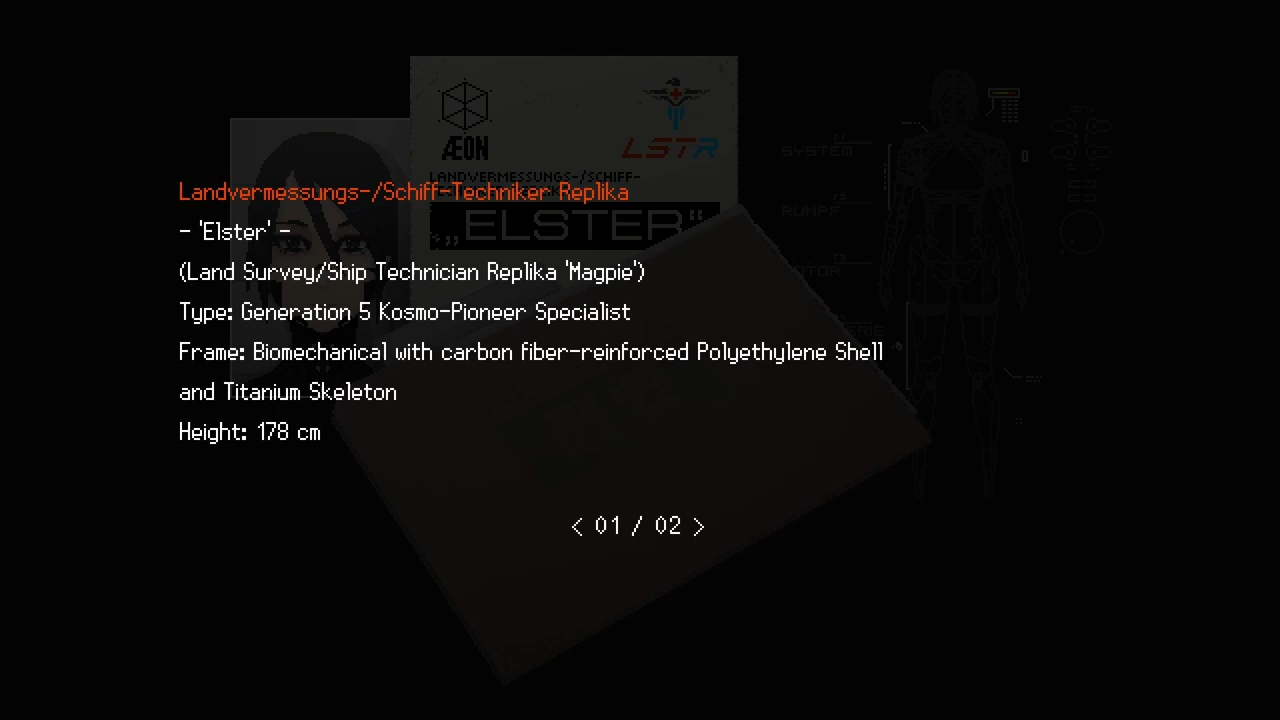 ÆON
LSTR
LANDVERMESSUNGS-/SCHIFF-
„ELSTER“
SYSTEM
RUMPF
Landvermessungs-/Schiff-Techniker Replika
- 'Elster' -
(Land Survey/Ship Technician Replika 'Magpie')
Type: Generation 5 Kosmo-Pioneer Specialist
Frame: Biomechanical with carbon fiber-reinforced Polyethylene Shell
and Titanium Skeleton
Height: 178 cm
< 01 / 02 >